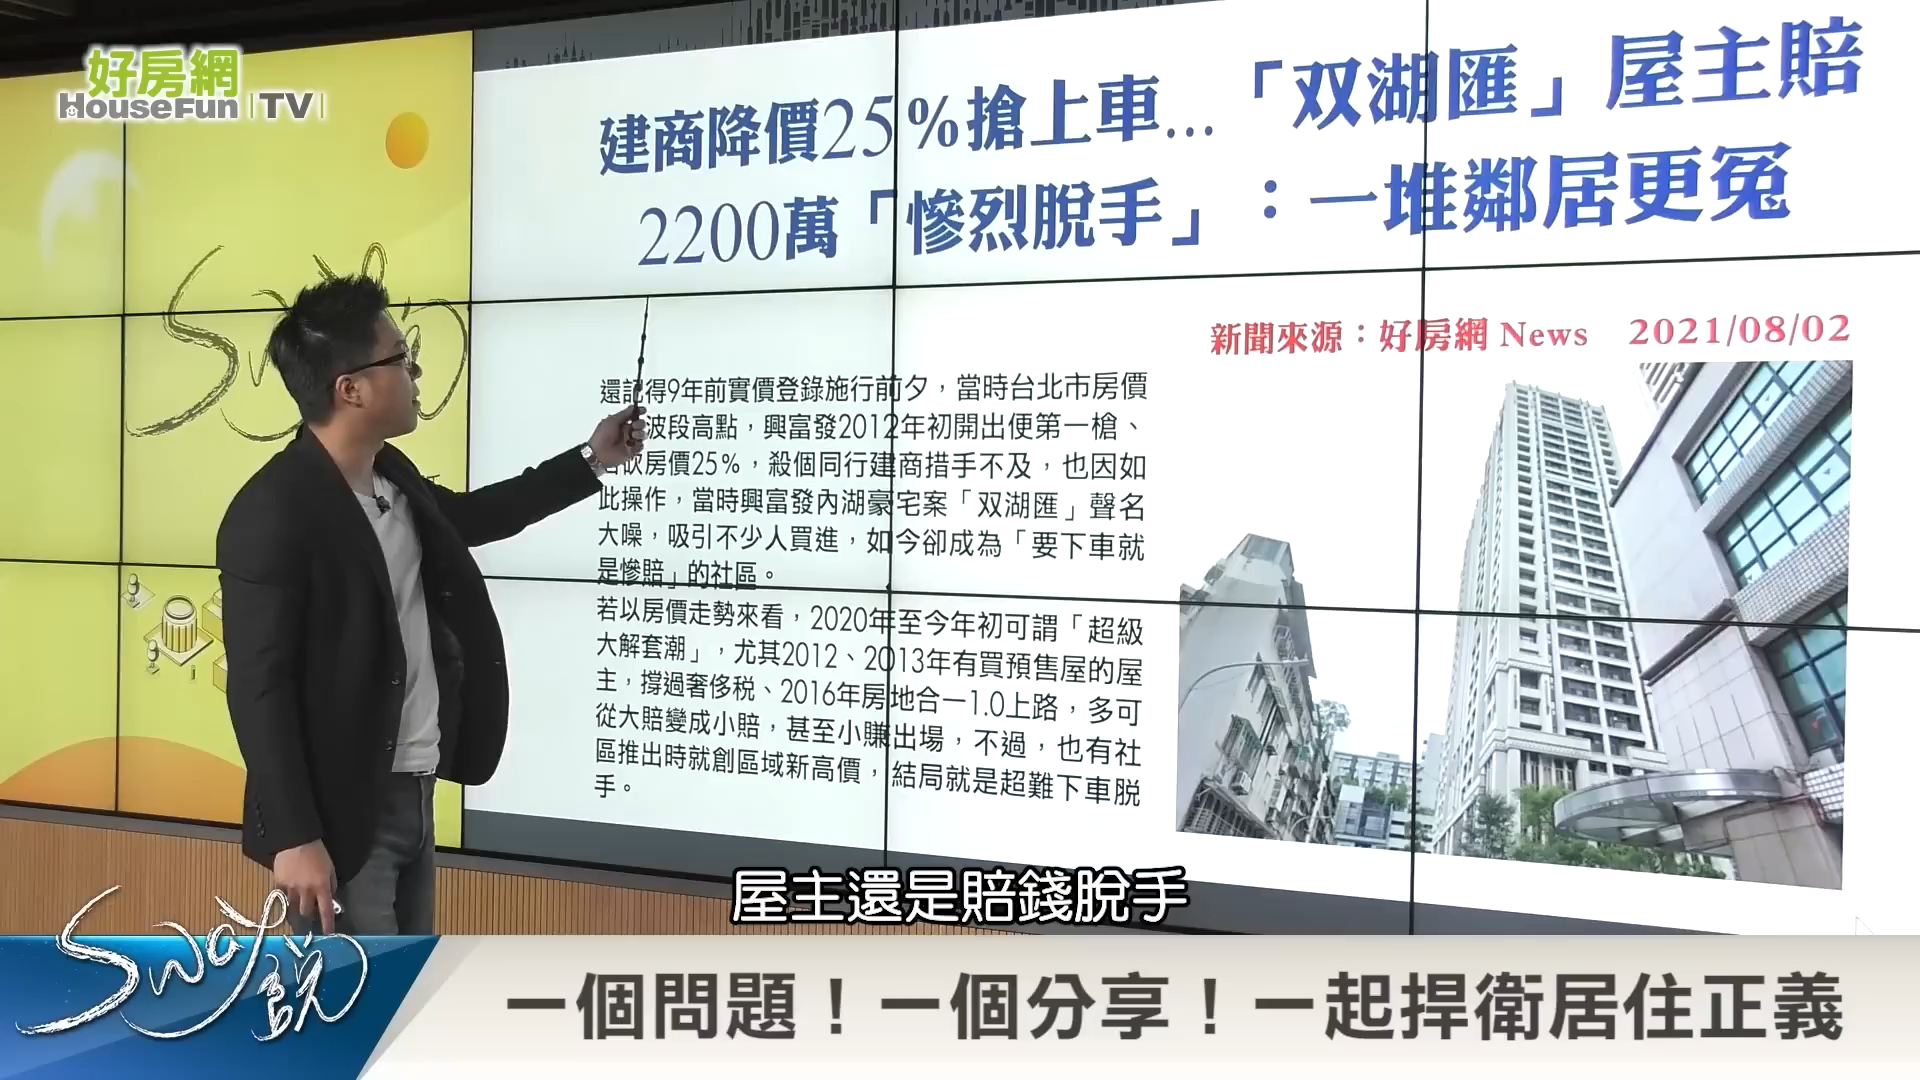 好房網
HouseFun TV
建商降價25%搶上車...「双湖匯」屋主賠
2200萬「慘烈脫手」：一堆鄰居更冤
新聞來源：好房網 News 2021/08/02
還記得9年前實價登錄施行前夕，當時台北市房價
波段高點，興富發2012年初開出便第一槍、
砍房價25%，殺個同行建商措手不及，也因如
此操作，當時興富發內湖豪宅案「双湖匯」聲名
大噪，吸引不少人買進，如今卻成為「要下車就
是慘賠」的社區。
若以房價走勢來看，2020年至今年初可謂「超級
大解套潮」，尤其2012、2013年有買預售屋的屋
主，撐過奢侈稅、2016年房地合一1.0上路，多可
從大賠變成小賠，甚至小賺出場，不過，也有社
區推出時就創區域新高價，結局就是超難下車脫
手。
屋主還是賠錢脫手
Sway說
一個問題！一個分享！一起捍衛居住正義